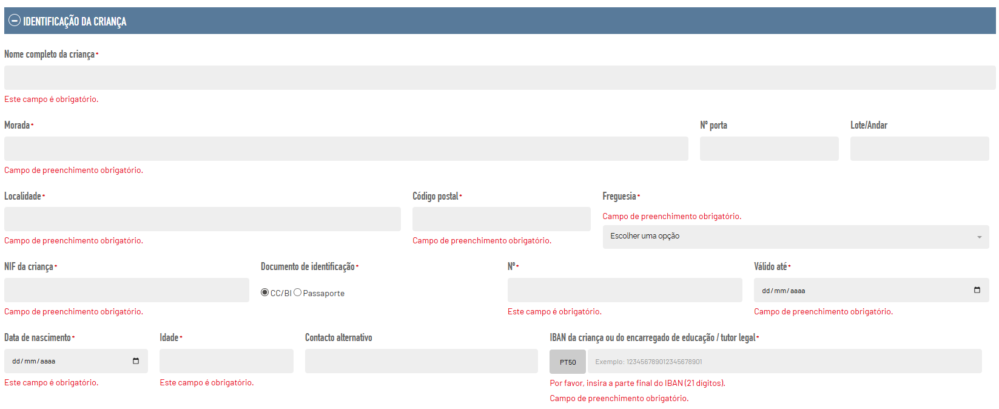 IDENTIFICAÇÃO DA CRIANÇA
Nome completo da criança*
Este campo é obrigatório.
Morada* Nº porta Lote/Andar
Campo de preenchimento obrigatório.
Localidade* Código postal* Freguesia*
Campo de preenchimento obrigatório.
Escolher uma opção
Campo de preenchimento obrigatório. Campo de preenchimento obrigatório.
NIF da criança* Documento de identificação* Nº* Válido até*
CC/BI Passaporte dd/mm/aaaa
Campo de preenchimento obrigatório. Este campo é obrigatório. Campo de preenchimento obrigatório.
Data de nascimento* Idade* Contacto alternativo IBAN da criança ou do encarregado de educação / tutor legal*
dd/mm/aaaa PT50 Exemplo: 123456789012345678901
Este campo é obrigatório. Este campo é obrigatório. Por favor, insira a parte final do IBAN (21 dígitos).
Campo de preenchimento obrigatório.